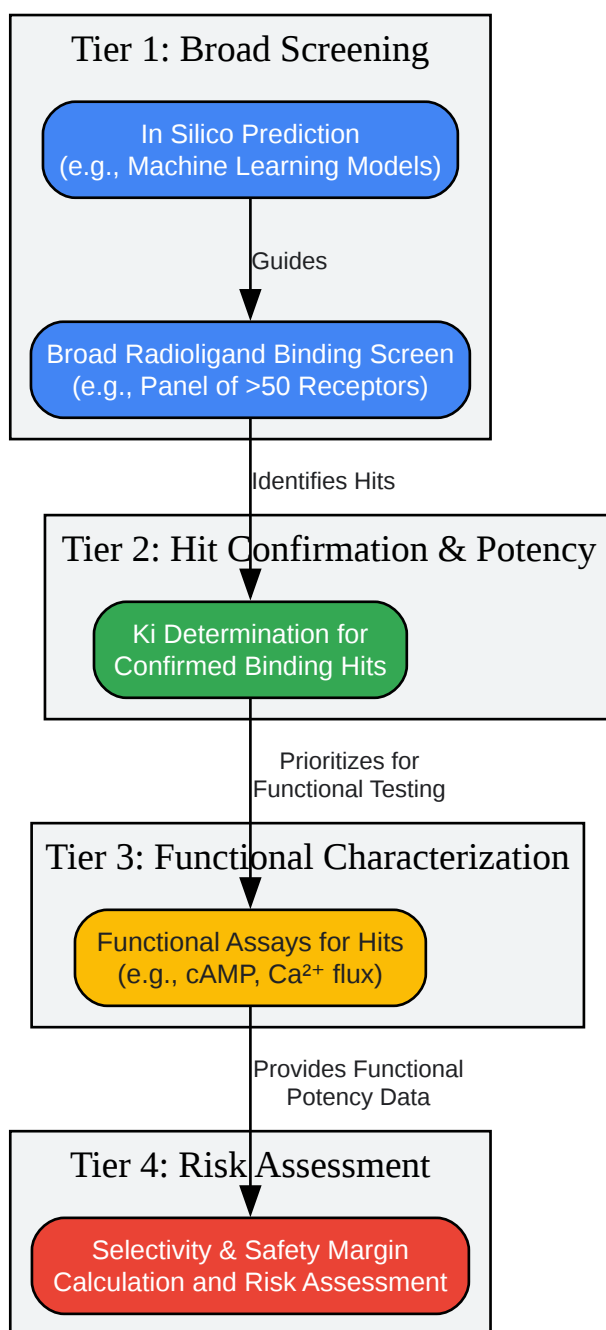 Tier 1: Broad Screening
In Silico Prediction
(e.g., Machine Learning Models)
Guides
Broad Radioligand Binding Screen
(e.g., Panel of >50 Receptors)
Identifies Hits
Tier 2: Hit Confirmation & Potency
Ki Determination for
Confirmed Binding Hits
Prioritizes for
Functional Testing
Tier 3: Functional Characterization
Functional Assays for Hits
(e.g., cAMP, Ca²⁺ flux)
Provides Functional
Potency Data
Tier 4: Risk Assessment
Selectivity & Safety Margin
Calculation and Risk Assessment